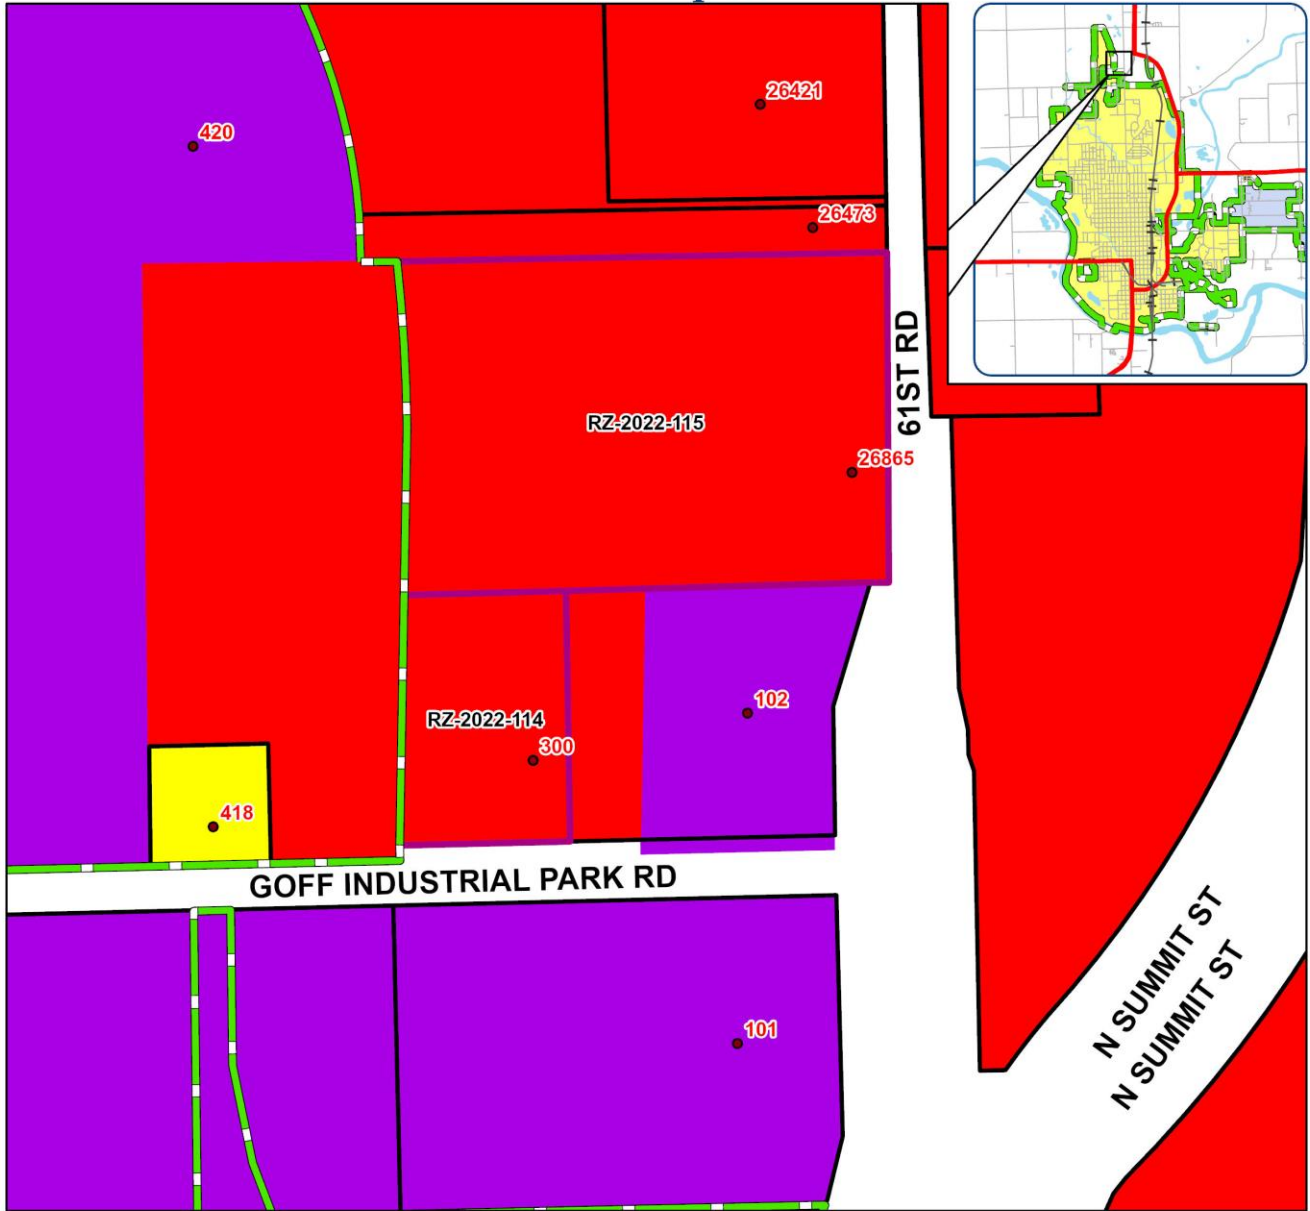 26421
420
26473
61ST RD
RZ-2022-115
26865
102
RZ-2022-114
300
418
GOFF INDUSTRIAL PARK RD
N SUMMIT ST
N SUMMIT ST
101